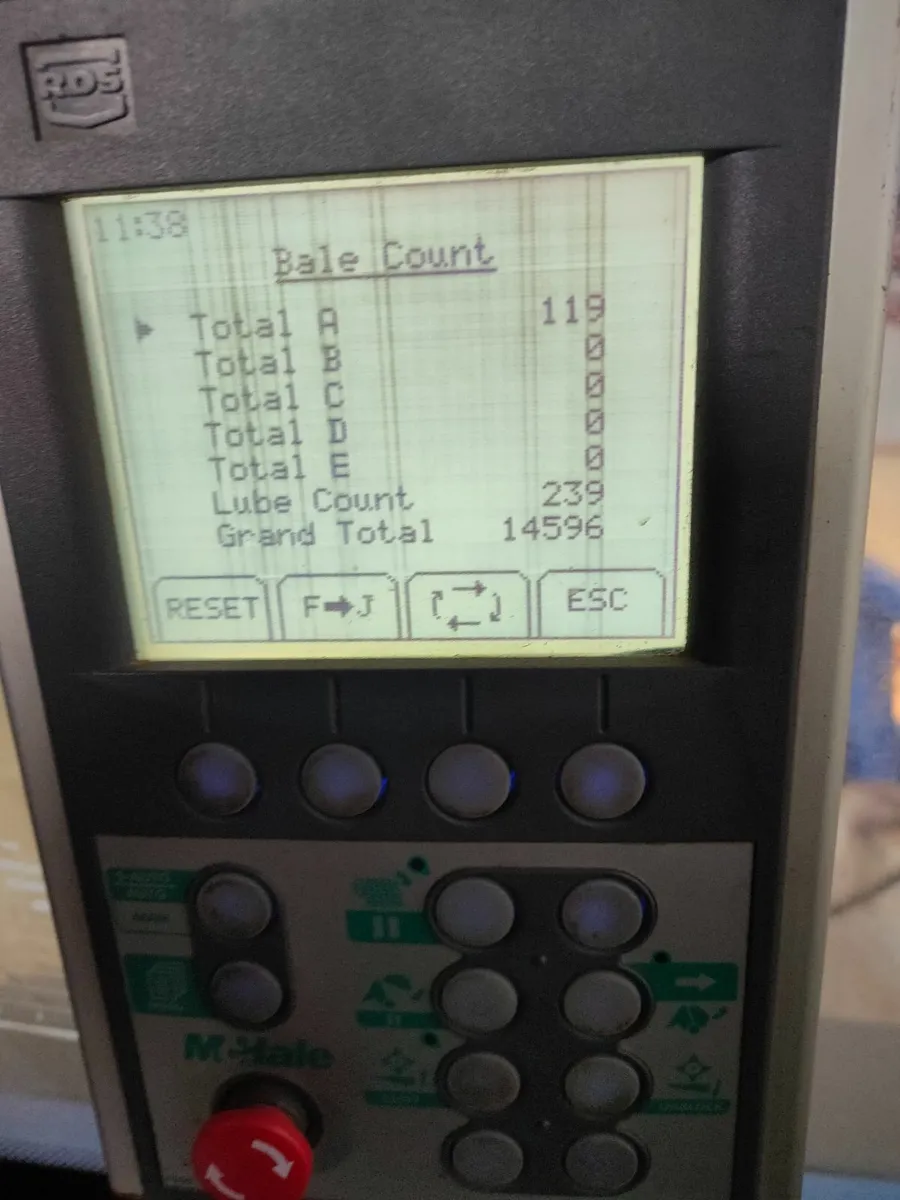 RDS
11:38
Bale Count
Total A 119
Total B 0
Total C 0
Total D 0
Total E 0
Lube Count 239
Grand Total 14596
RESET F➡J ESC
AUTO
McHale